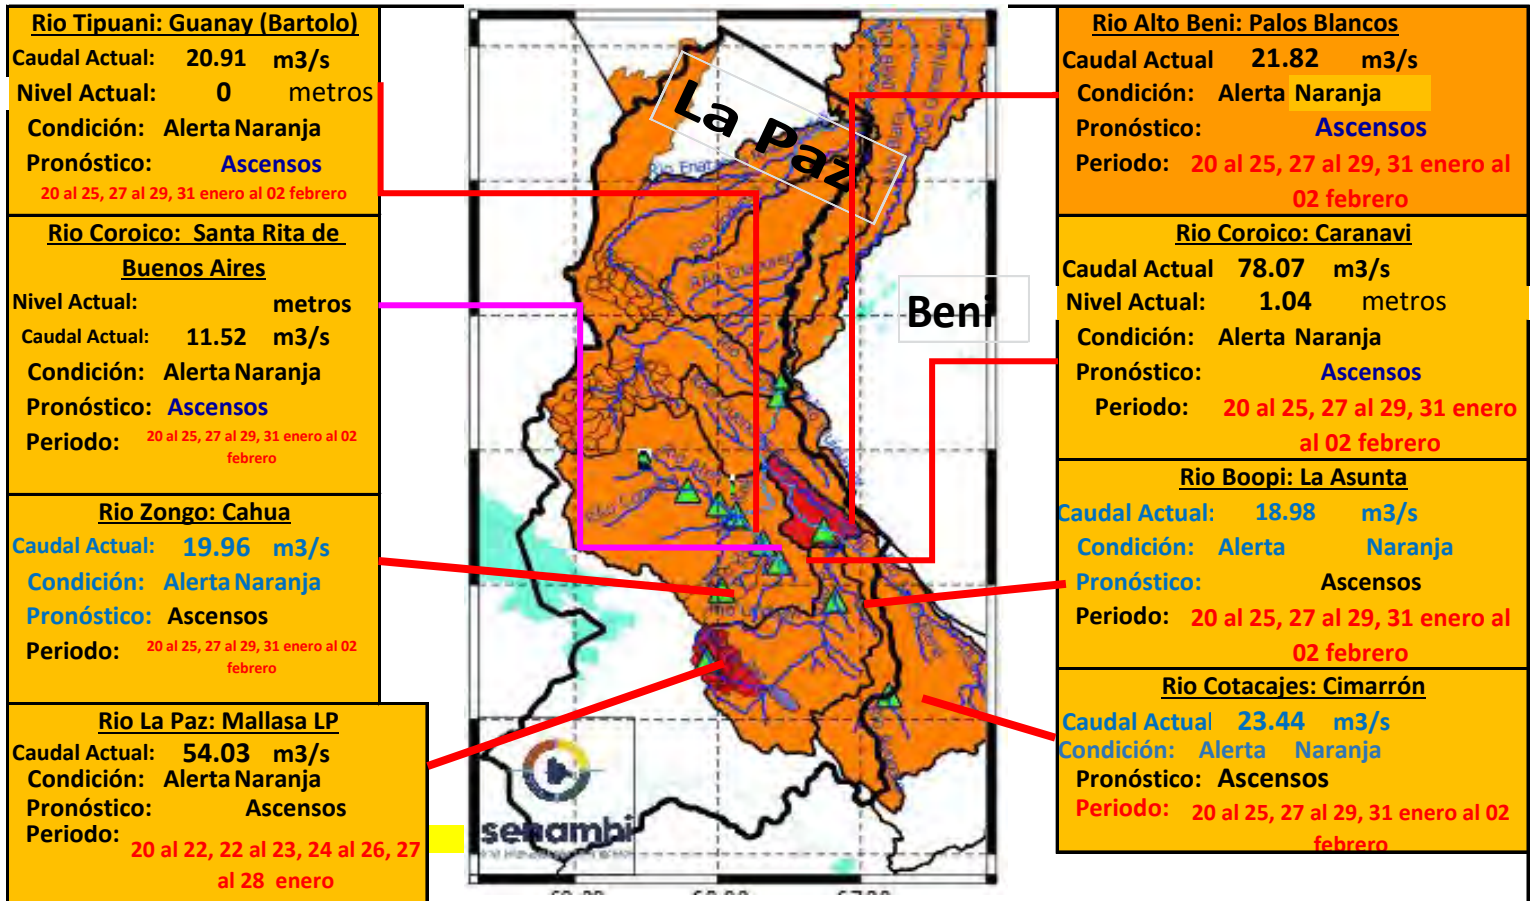 Rio Tipuani: Guanay (Bartolo)
Caudal Actual: 20.91 m3/s
Nivel Actual: 0 metros
Condición: Alerta Naranja
Pronóstico: Ascensos
20 al 25, 27 al 29, 31 enero al 02 febrero
Rio Coroico: Santa Rita de
Buenos Aires
Nivel Actual: metros
Caudal Actual: 11.52 m3/s
Condición: Alerta Naranja
Pronóstico: Ascensos
Periodo: 20 al 25, 27 al 29, 31 enero al 02
febrero
Rio Zongo: Cahua
Caudal Actual: 19.96 m3/s
Condición: Alerta Naranja
Pronóstico: Ascensos
Periodo: 20 al 25, 27 al 29, 31 enero al 02
febrero
Rio La Paz: Mallasa LP
Caudal Actual: 54.03 m3/s
Condición: Alerta Naranja
Pronóstico: Ascensos
Periodo:
20 al 22, 22 al 23, 24 al 26, 27
al 28 enero
La Paz
Beni
senamhi
Rio Alto Beni: Palos Blancos
Caudal Actual 21.82 m3/s
Condición: Alerta Naranja
Pronóstico: Ascensos
Periodo: 20 al 25, 27 al 29, 31 enero al
02 febrero
Rio Coroico: Caranavi
Caudal Actual 78.07 m3/s
Nivel Actual: 1.04 metros
Condición: Alerta Naranja
Pronóstico: Ascensos
Periodo: 20 al 25, 27 al 29, 31 enero
al 02 febrero
Rio Boopi: La Asunta
Caudal Actual: 18.98 m3/s
Condición: Alerta Naranja
Pronóstico: Ascensos
Periodo: 20 al 25, 27 al 29, 31 enero al
02 febrero
Rio Cotacajes: Cimarrón
Caudal Actual 23.44 m3/s
Condición: Alerta Naranja
Pronóstico: Ascensos
Periodo: 20 al 25, 27 al 29, 31 enero al 02
febrero